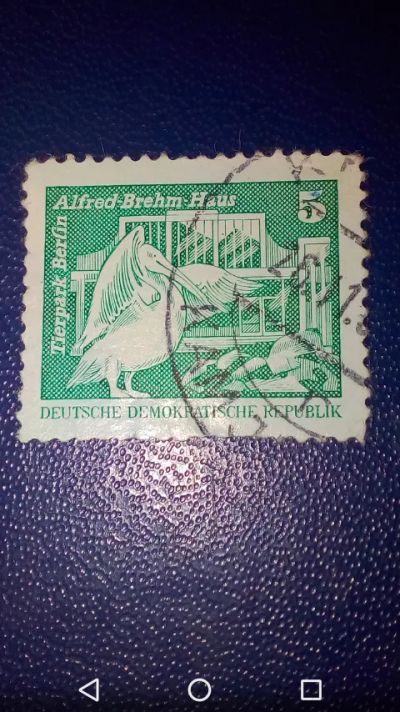 Alfred-Brehm-Haus
5
Tierpark Berlin
DEUTSCHE DEMOKRATISCHE REPUBLIK